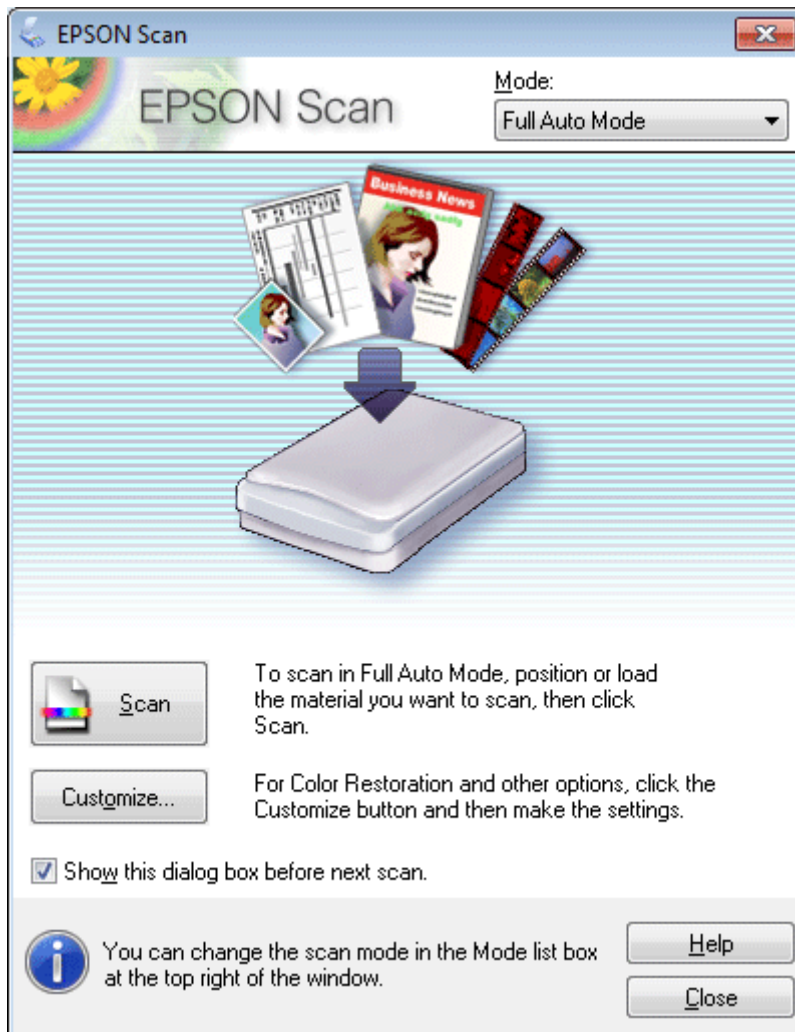 EPSON Scan
EPSON Scan
Mode:
Full Auto Mode
Business News
Scan
To scan in Full Auto Mode, position or load
the material you want to scan, then click
Scan.
Customize...
For Color Restoration and other options, click the
Customize button and then make the settings.
Show this dialog box before next scan.
You can change the scan mode in the Mode list box
at the top right of the window.
Help
Close